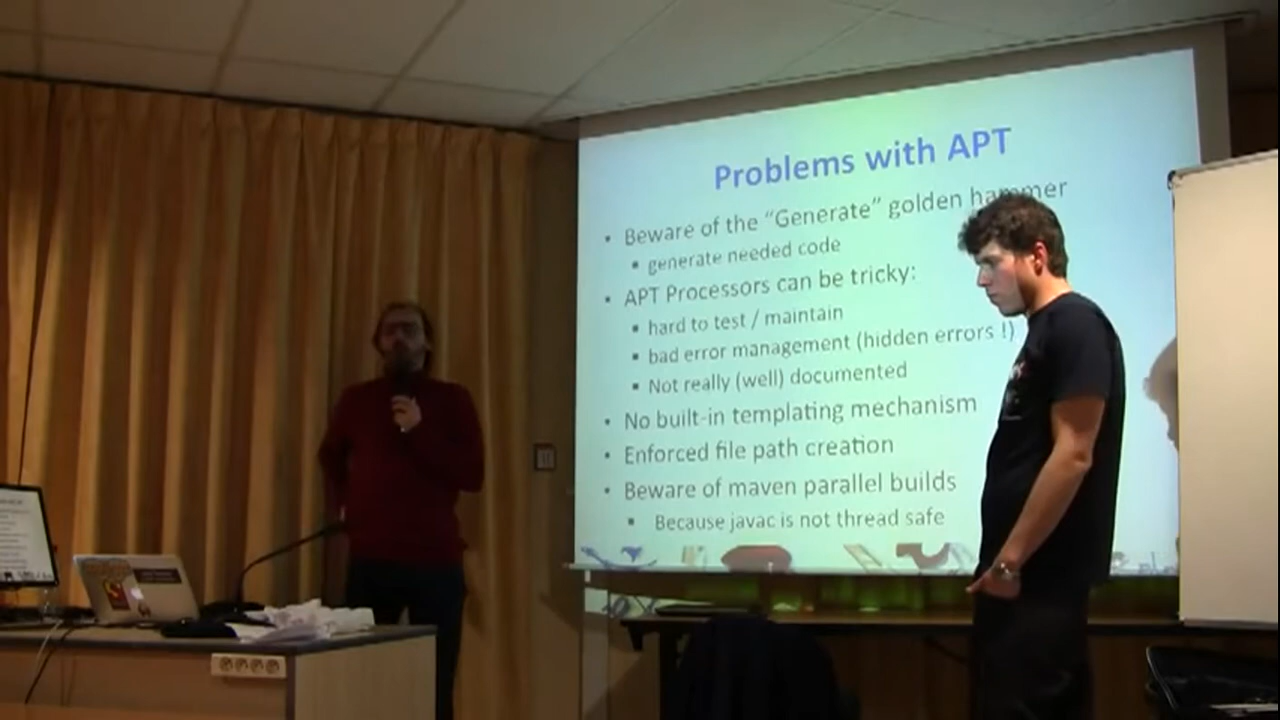 Problems with APT
• Beware of the “Generate” golden hammer
▪ generate needed code
• APT Processors can be tricky:
▪ hard to test / maintain
▪ bad error management (hidden errors !)
▪ Not really (well) documented
• No built-in templating mechanism
• Enforced file path creation
• Beware of maven parallel builds
▪ Because javac is not thread safe